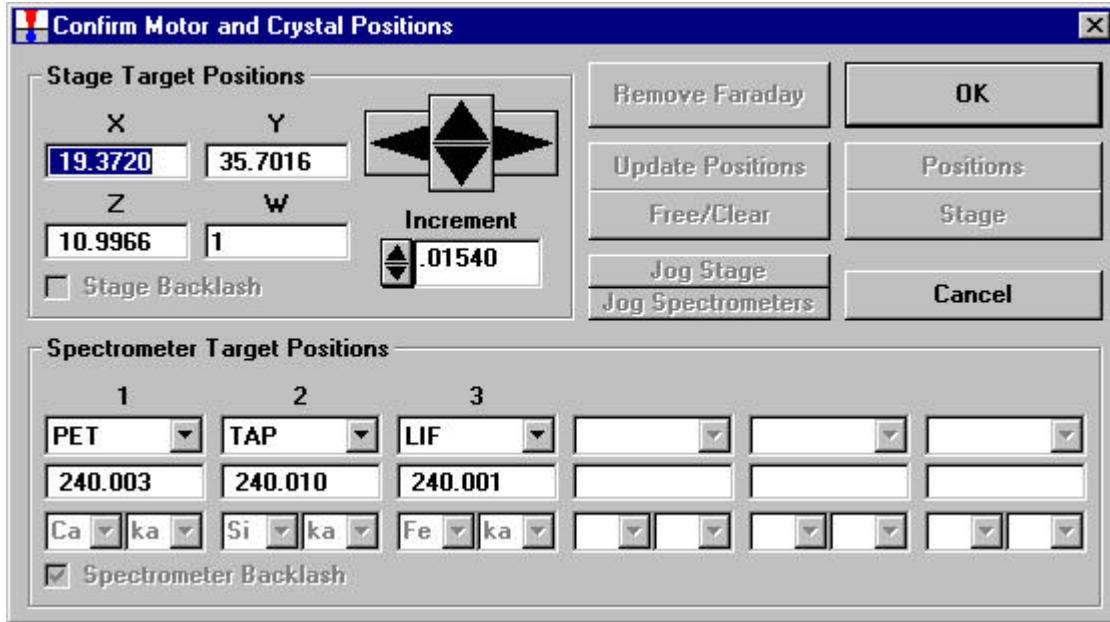 Confirm Motor and Crystal Positions
Stage Target Positions
X Y
19.3720 35.7016
Z W
10.9966 1
Increment
.01540
Stage Backlash
Remove Faraday OK
Update Positions Positions
Free/Clear Stage
Jog Stage
Jog Spectrometers
Cancel
Spectrometer Target Positions
1 2 3
PET TAP LIF
240.003 240.010 240.001
Ca ka Si ka Fe ka
Spectrometer Backlash